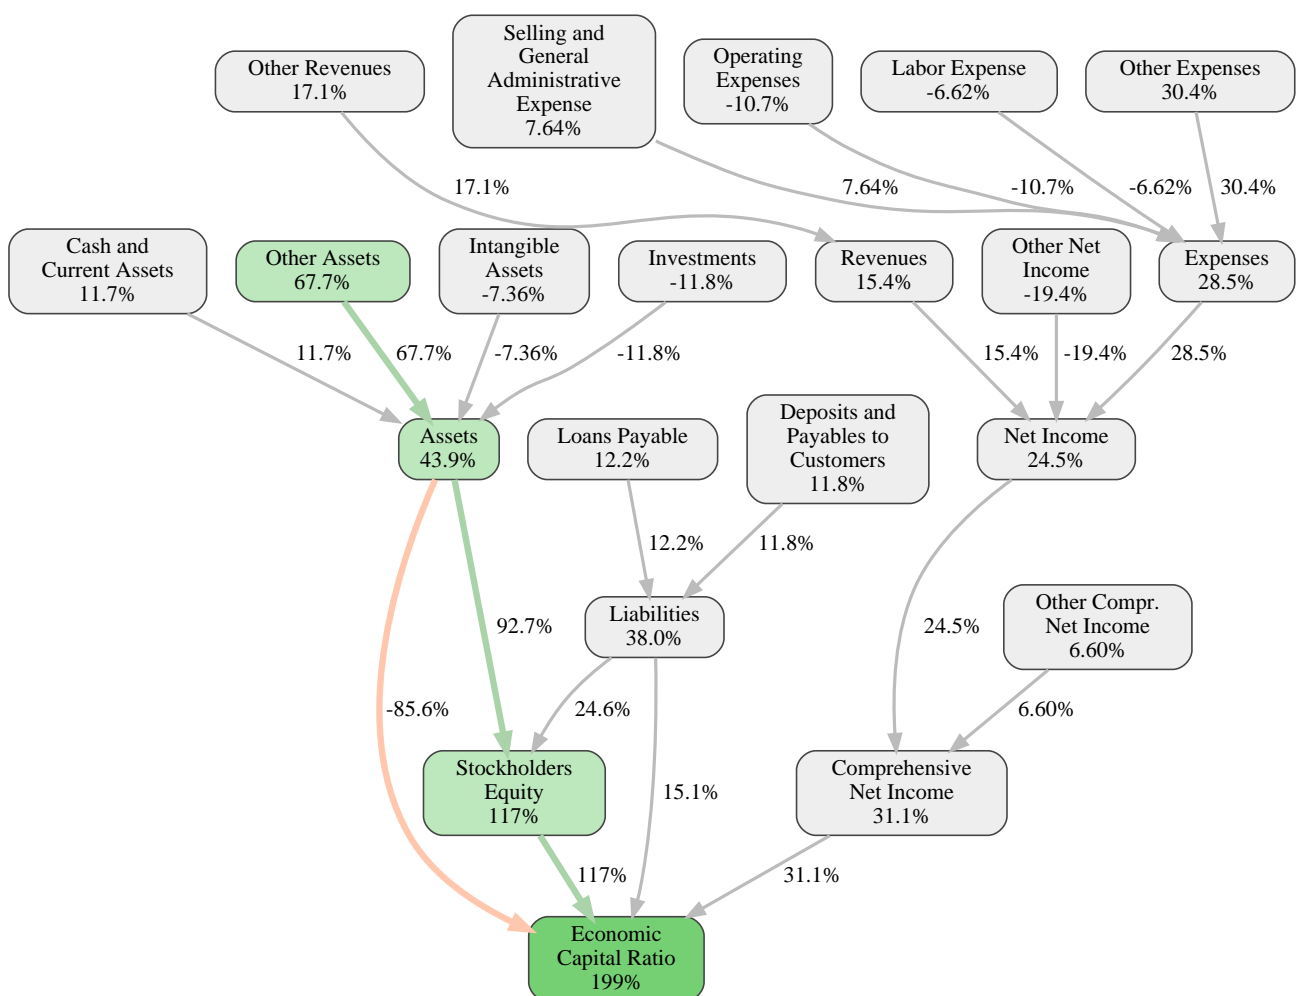 Other Revenues
17.1%
Selling and
General
Administrative
Expense
7.64%
Operating
Expenses
-10.7%
Labor Expense
-6.62%
Other Expenses
30.4%
17.1%
7.64%
-10.7%
-6.62%
30.4%
Cash and
Current Assets
11.7%
Other Assets
67.7%
Intangible
Assets
-7.36%
Investments
-11.8%
Revenues
15.4%
Other Net
Income
-19.4%
Expenses
28.5%
11.7%
67.7%
-7.36%
-11.8%
15.4%
-19.4%
28.5%
Assets
43.9%
Loans Payable
12.2%
Deposits and
Payables to
Customers
11.8%
Net Income
24.5%
12.2%
11.8%
Liabilities
38.0%
Other Compr.
Net Income
6.60%
92.7%
24.5%
-85.6%
24.6%
6.60%
Stockholders
Equity
117%
15.1%
Comprehensive
Net Income
31.1%
117%
31.1%
Economic
Capital Ratio
199%